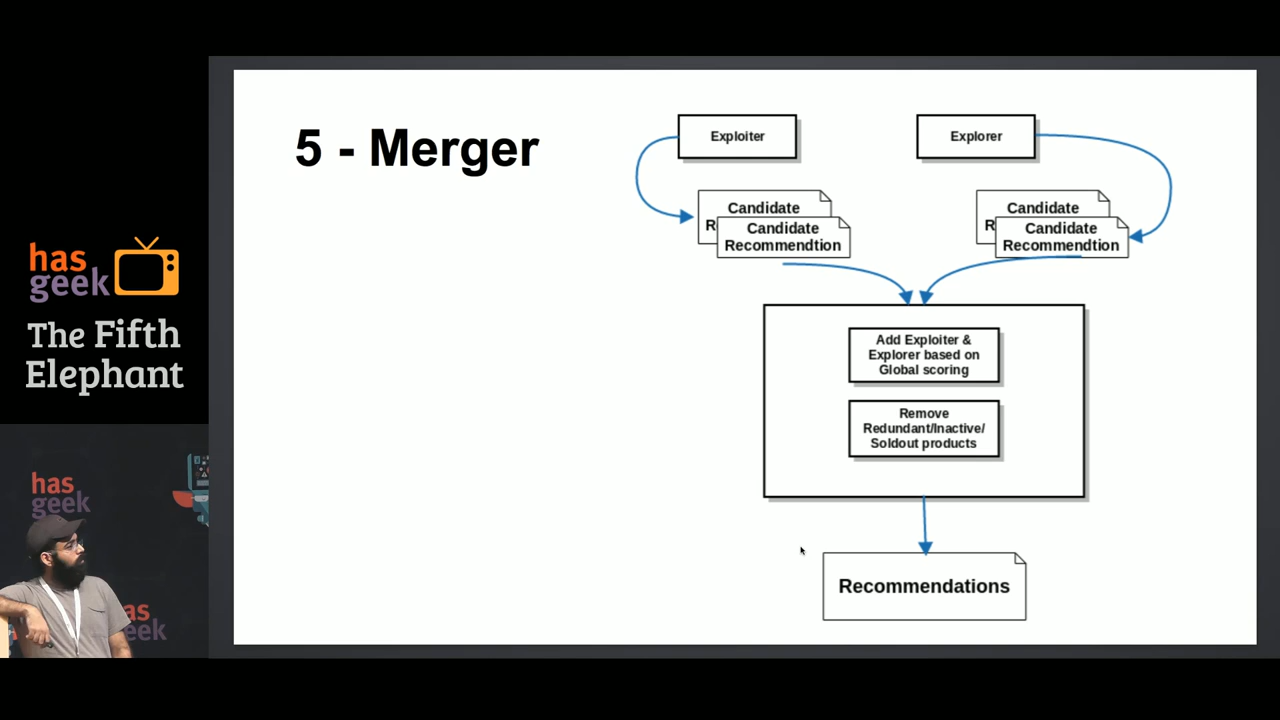 5 - Merger
Exploiter
Explorer
Candidate
R
Candidate
Recommendtion
Candidate
R
Candidate
Recommendtion
Add Exploiter &
Explorer based on
Global scoring
Remove
Redundant/Inactive/
Soldout products
Recommendations
has
geek
The Fifth
Elephant
has
geek
as
eek